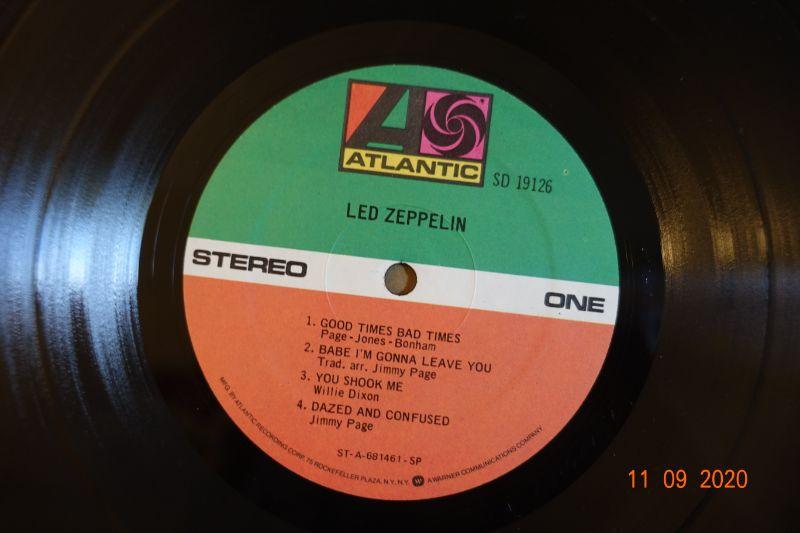 ATLANTIC
SD 19126
LED ZEPPELIN
STEREO
ONE
1. GOOD TIMES BAD TIMES
Page - Jones - Bonham
2. BABE I'M GONNA LEAVE YOU
Trad. arr. Jimmy Page
3. YOU SHOOK ME
Willie Dixon
4. DAZED AND CONFUSED
Jimmy Page
ST-A-681461-SP
MFG. BY ATLANTIC RECORDING CORP. 75 ROCKEFELLER PLAZA, N.Y., N.Y. W A WARNER COMMUNICATIONS COMPANY
11 09 2020